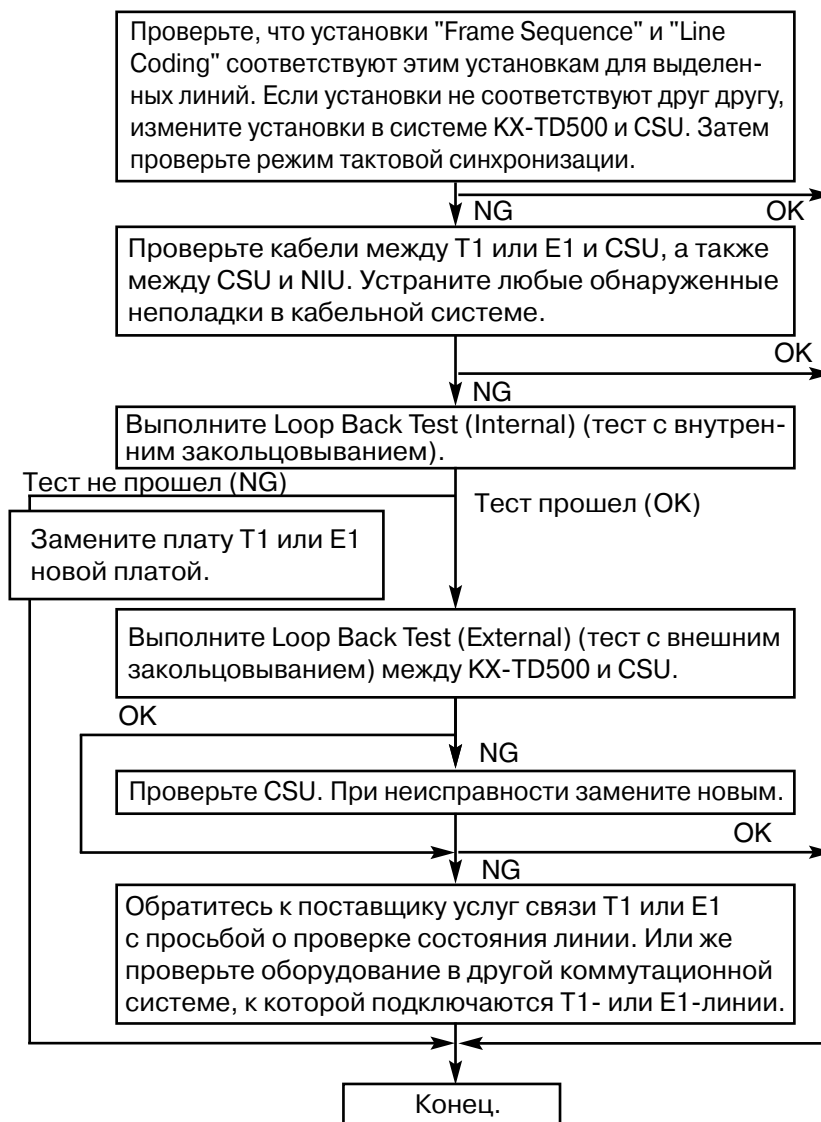 Проверьте, что установки "Frame Sequence" и "Line
Coding" соответствуют этим установкам для выделен-
ных линий. Если установки не соответствуют друг другу,
измените установки в системе KX-TD500 и CSU. Затем
проверьте режим тактовой синхронизации.
NG
OK
Проверьте кабели между T1 или E1 и CSU, а также
между CSU и NIU. Устраните любые обнаруженные
неполадки в кабельной системе.
OK
NG
Выполните Loop Back Test (Internal) (тест с внутрен-
ним закольцовыванием).
Тест не прошел (NG)
Тест прошел (OK)
Замените плату T1 или E1
новой платой.
Выполните Loop Back Test (External) (тест с внешним
закольцовыванием) между KX-TD500 и CSU.
OK
NG
Проверьте CSU. При неисправности замените новым.
OK
NG
Обратитесь к поставщику услуг связи T1 или E1
с просьбой о проверке состояния линии. Или же
проверьте оборудование в другой коммутационной
системе, к которой подключаются T1- или E1-линии.
Конец.